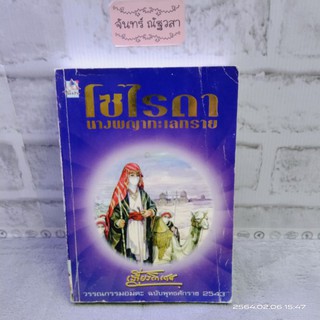 จันทร์ ณัฐวสา
โซไรดา
นางพญาทะเลทราย
วรรณกรรมอมตะ ฉบับพุทธศักราช 2540
2564.02.06 15:47